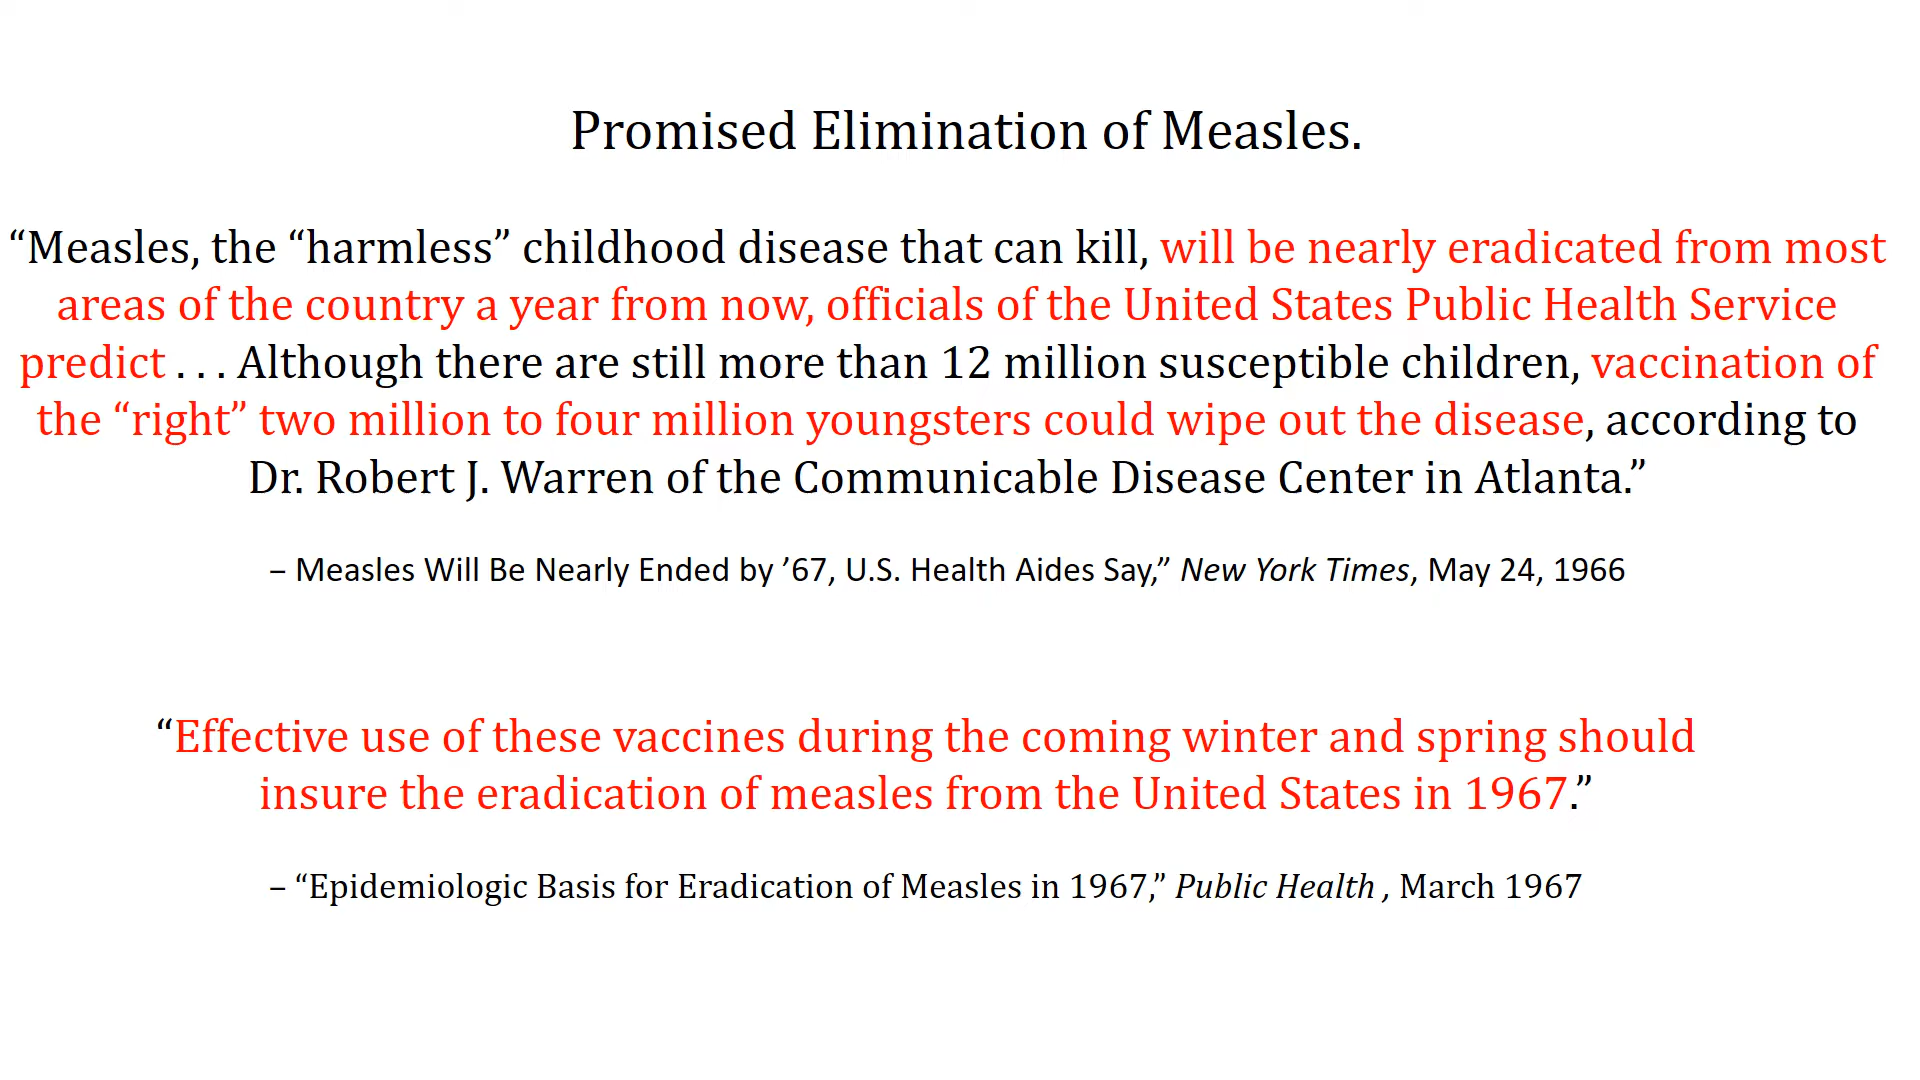 Promised Elimination of Measles.
“Measles, the “harmless” childhood disease that can kill, will be nearly eradicated from most
areas of the country a year from now, officials of the United States Public Health Service
predict . . . Although there are still more than 12 million susceptible children, vaccination of
the “right” two million to four million youngsters could wipe out the disease, according to
Dr. Robert J. Warren of the Communicable Disease Center in Atlanta.”
– Measles Will Be Nearly Ended by ’67, U.S. Health Aides Say,” New York Times, May 24, 1966
“Effective use of these vaccines during the coming winter and spring should
insure the eradication of measles from the United States in 1967.”
– “Epidemiologic Basis for Eradication of Measles in 1967,” Public Health , March 1967